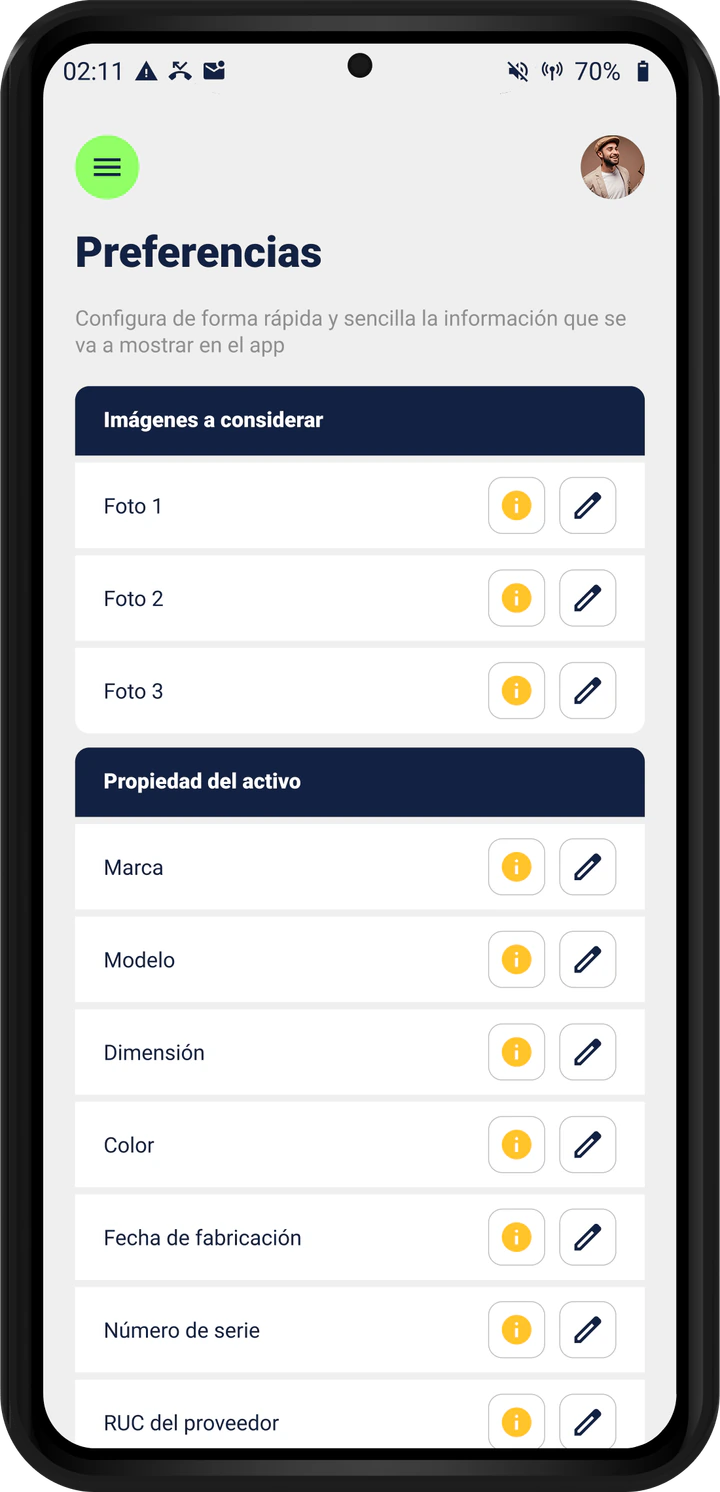 02:11 70%
Preferencias
Configura de forma rápida y sencilla la información que se
va a mostrar en el app
Imágenes a considerar
Foto 1
Foto 2
Foto 3
Propiedad del activo
Marca
Modelo
Dimensión
Color
Fecha de fabricación
Número de serie
RUC del proveedor